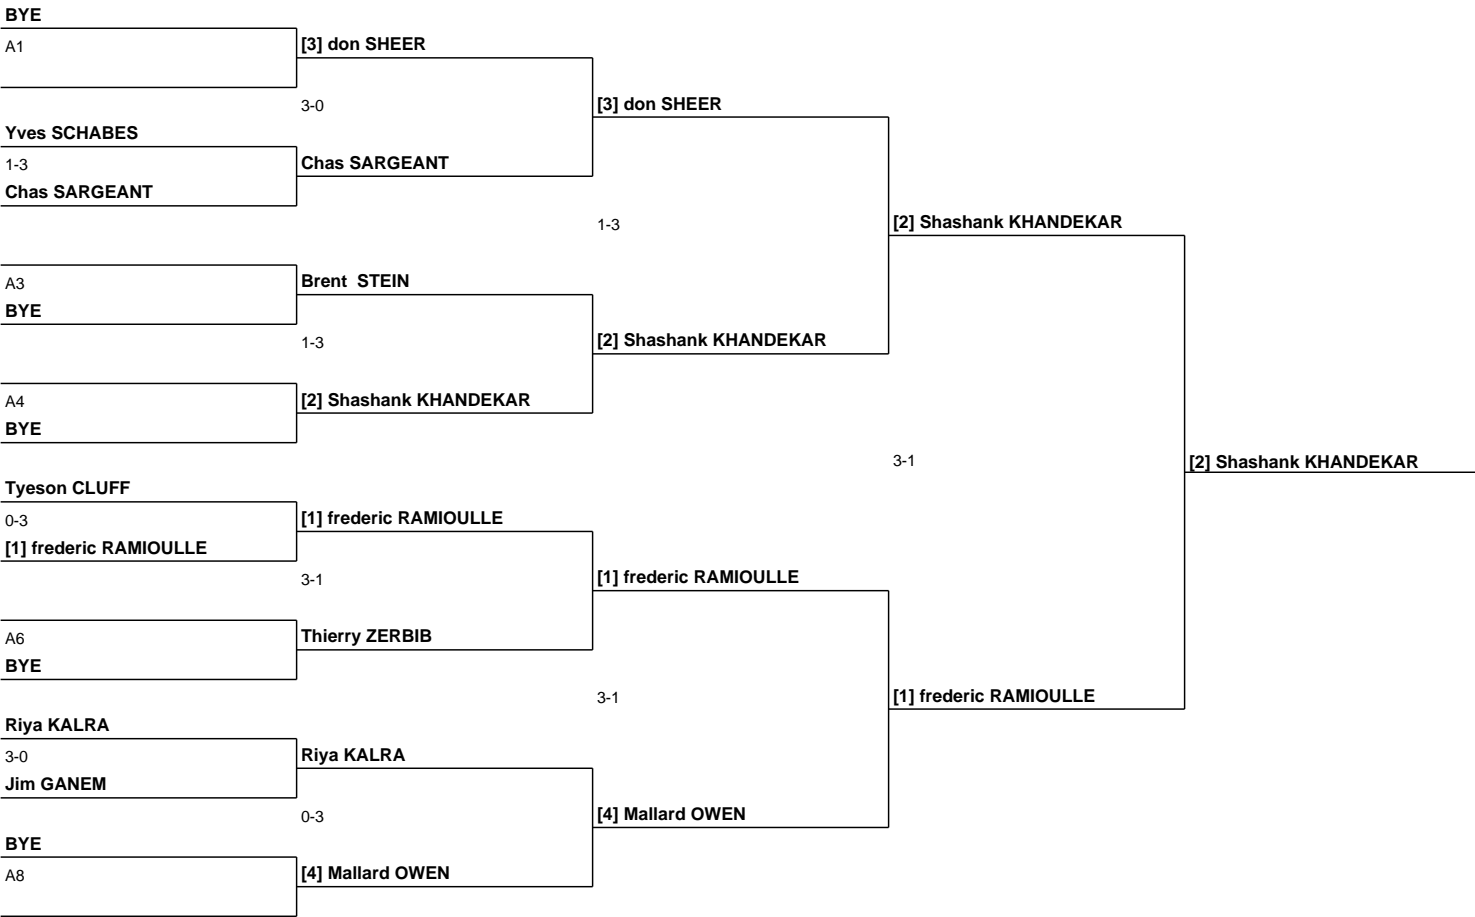 BYE
A1
[3] don SHEER
3-0
[3] don SHEER
Yves SCHABES
1-3
Chas SARGEANT
Chas SARGEANT
1-3
[2] Shashank KHANDEKAR
A3
BYE
Brent  STEIN
1-3
[2] Shashank KHANDEKAR
A4
BYE
[2] Shashank KHANDEKAR
3-1
[2] Shashank KHANDEKAR
Tyeson CLUFF
0-3
[1] frederic RAMIOULLE
[1] frederic RAMIOULLE
3-1
[1] frederic RAMIOULLE
A6
BYE
Thierry ZERBIB
3-1
[1] frederic RAMIOULLE
Riya KALRA
3-0
Jim GANEM
Riya KALRA
0-3
[4] Mallard OWEN
BYE
A8
[4] Mallard OWEN